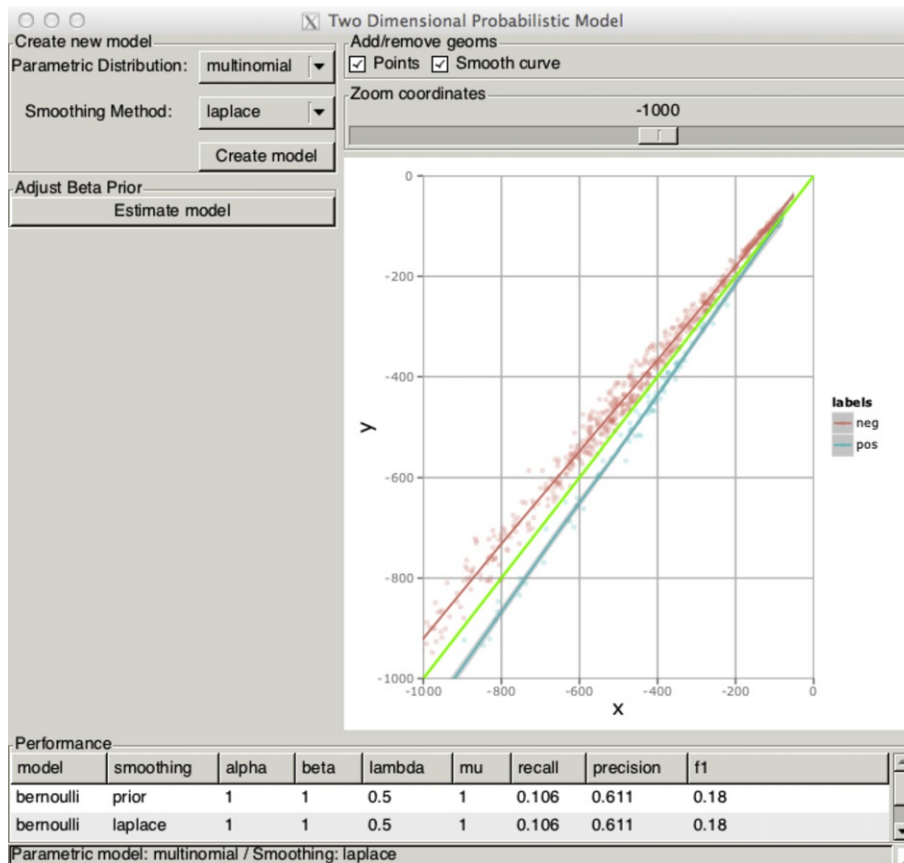 Two Dimensional Probabilistic Model
Create new model
Parametric Distribution: multinomial
Smoothing Method: laplace
Create model
Adjust Beta Prior
Estimate model
Add/remove geoms
Points Smooth curve
Zoom coordinates
-1000
0
-200
-400
-600
-800
-1000
y
-1000 -800 -600 -400 -200 0
x
labels
neg
pos
Performance
model smoothing alpha beta lambda mu recall precision f1
bernoulli prior 1 1 0.5 1 0.106 0.611 0.18
bernoulli laplace 1 1 0.5 1 0.106 0.611 0.18
Parametric model: multinomial / Smoothing: laplace